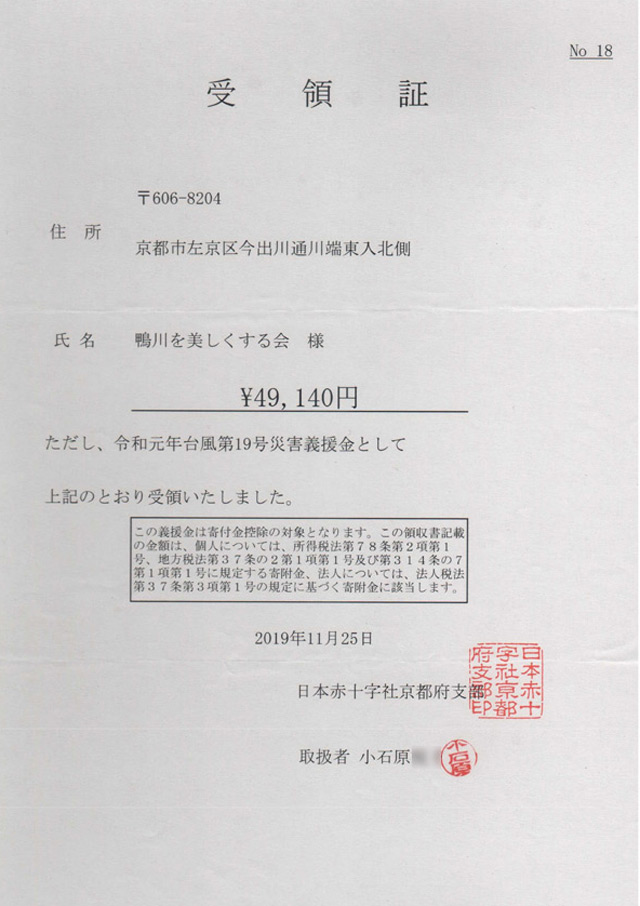 No 18
受 領 証
〒606-8204
住 所
京都市左京区今出川通川端東入北側
氏 名 鴨川を美しくする会 様
¥49,140円
ただし、令和元年台風第19号災害義援金として
上記のとおり受領いたしました。
この義援金は寄付金控除の対象となります。この領収書記載
の金額は、個人については、所得税法第７８条第２項第１
号、地方税法第３７条の２第１項第１号及び第３１４条の７
第１項第１号に規定する寄附金、法人については、法人税法
第３７条第３項第１号の規定に基づく寄附金に該当します。
2019年11月25日
日本赤十字社京都府支部
日本赤十
字社京都
府支部印
取扱者 小石原
小石原